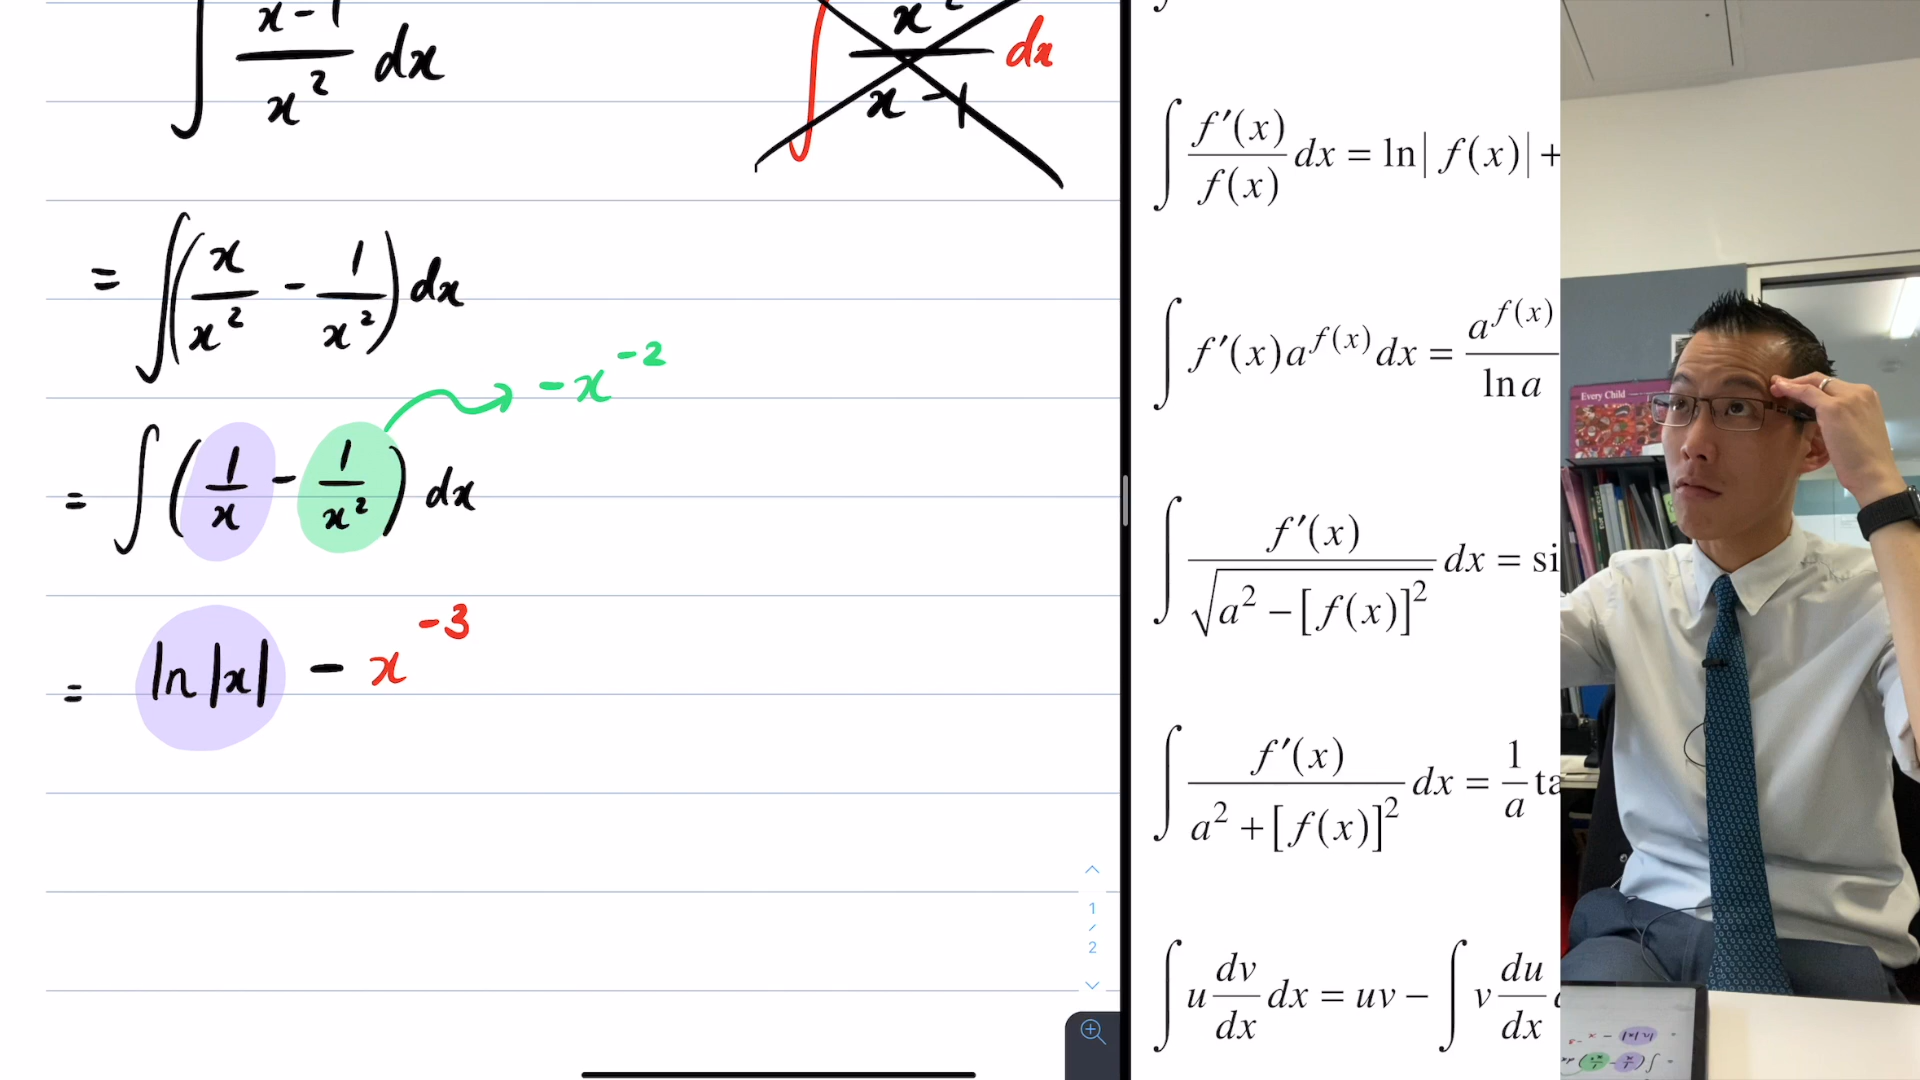 ∫ x-1/x² dx
x²/x-1 dx
= ∫(x/x² - 1/x²) dx
-x⁻²
= ∫(1/x - 1/x²) dx
= ln|x| - x⁻³
∫ f′(x)/f(x) dx = ln|f(x)| +
∫ f′(x)a^f(x) dx = a^f(x)/ln a
∫ f′(x)/√(a² - [f(x)]²) dx = si
∫ f′(x)/(a² + [f(x)]²) dx = 1/a ta
∫ u dv/dx dx = uv - ∫ v du/dx
1
/
2
Every Child